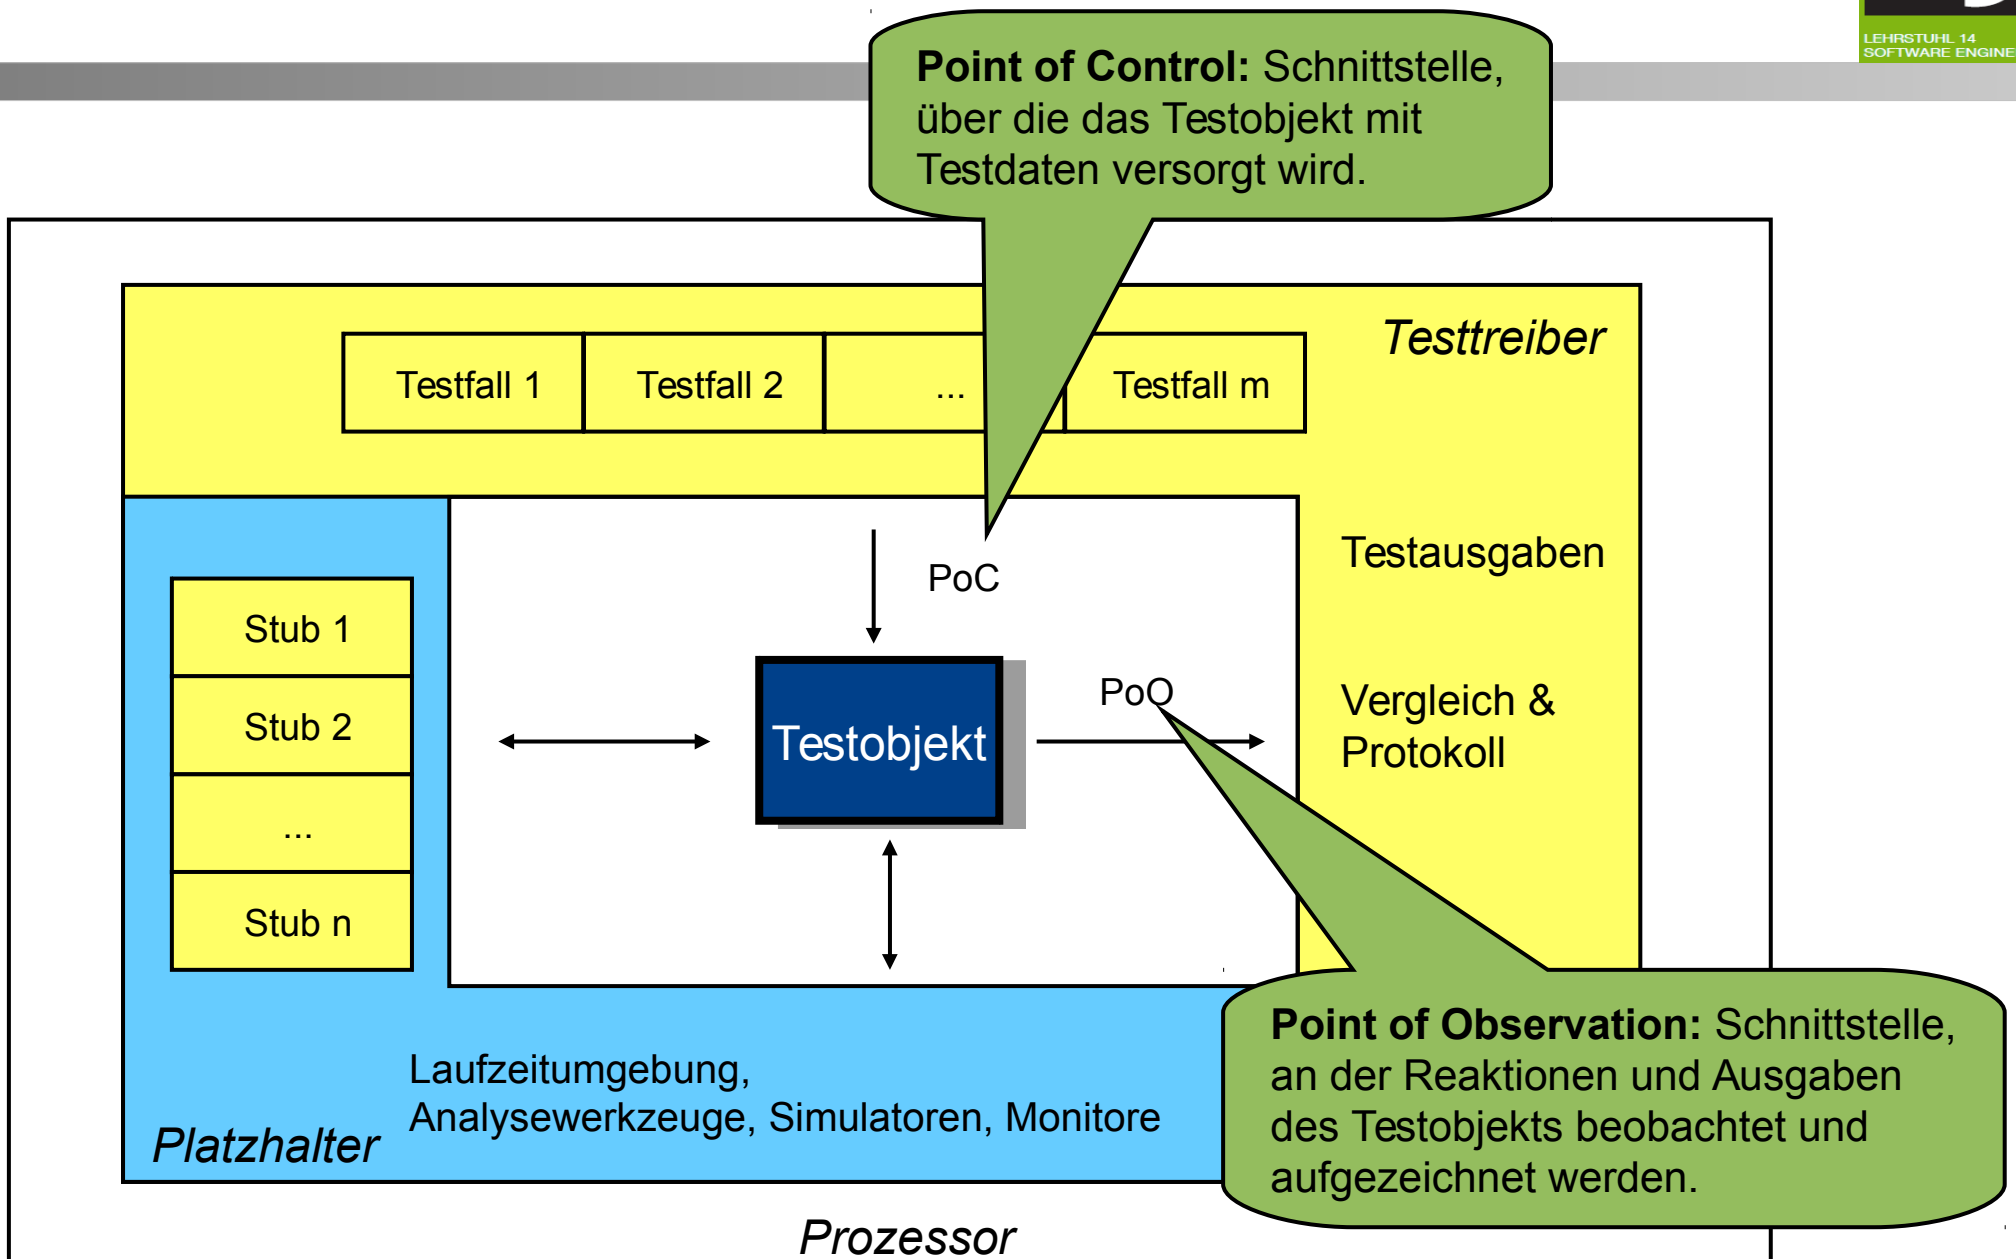 LEHRSTUHL 14
Point of Control: Schnittstelle,
über die das Testobjekt mit
Testdaten versorgt wird.
Testtreiber
Testfall 1
Testfall 2
...
Testfall m
PoC
Testausgaben
Stub 1
Stub 2
...
Stub n
Testobjekt
PoO
Vergleich &
Protokoll
Laufzeitumgebung,
Analysewerkzeuge, Simulatoren, Monitore
Platzhalter
Point of Observation: Schnittstelle,
an der Reaktionen und Ausgaben
des Testobjekts beobachtet und
aufgezeichnet werden.
Prozessor
SOFTWARE ENGINE